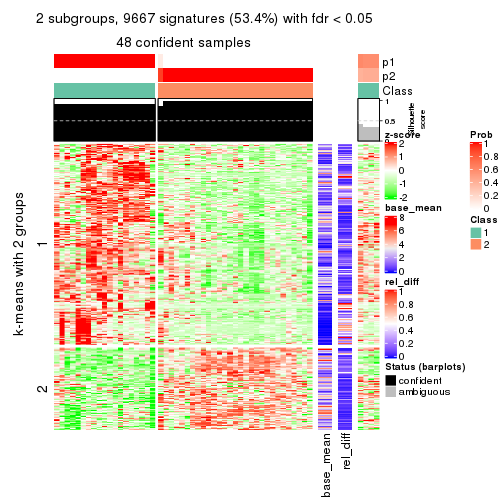 2 subgroups, 9667 signatures (53.4%) with fdr < 0.05
48 confident samples
p1
p2
Class
1
0.5
0
Silhouette
score
k-means with 2 groups
1
2
base_mean
rel_diff
z-score
2
1
0
-1
-2
base_mean
8
6
4
2
0
rel_diff
1
0.8
0.6
0.4
0.2
0
Status (barplots)
confident
ambiguous
Prob
1
0.8
0.6
0.4
0.2
0
Class
1
2